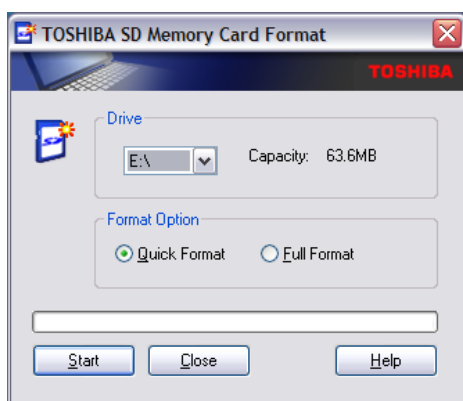 TOSHIBA SD Memory Card Format
TOSHIBA
Drive
E:\ Capacity: 63.6MB
Format Option
Quick Format Full Format
Start Close Help